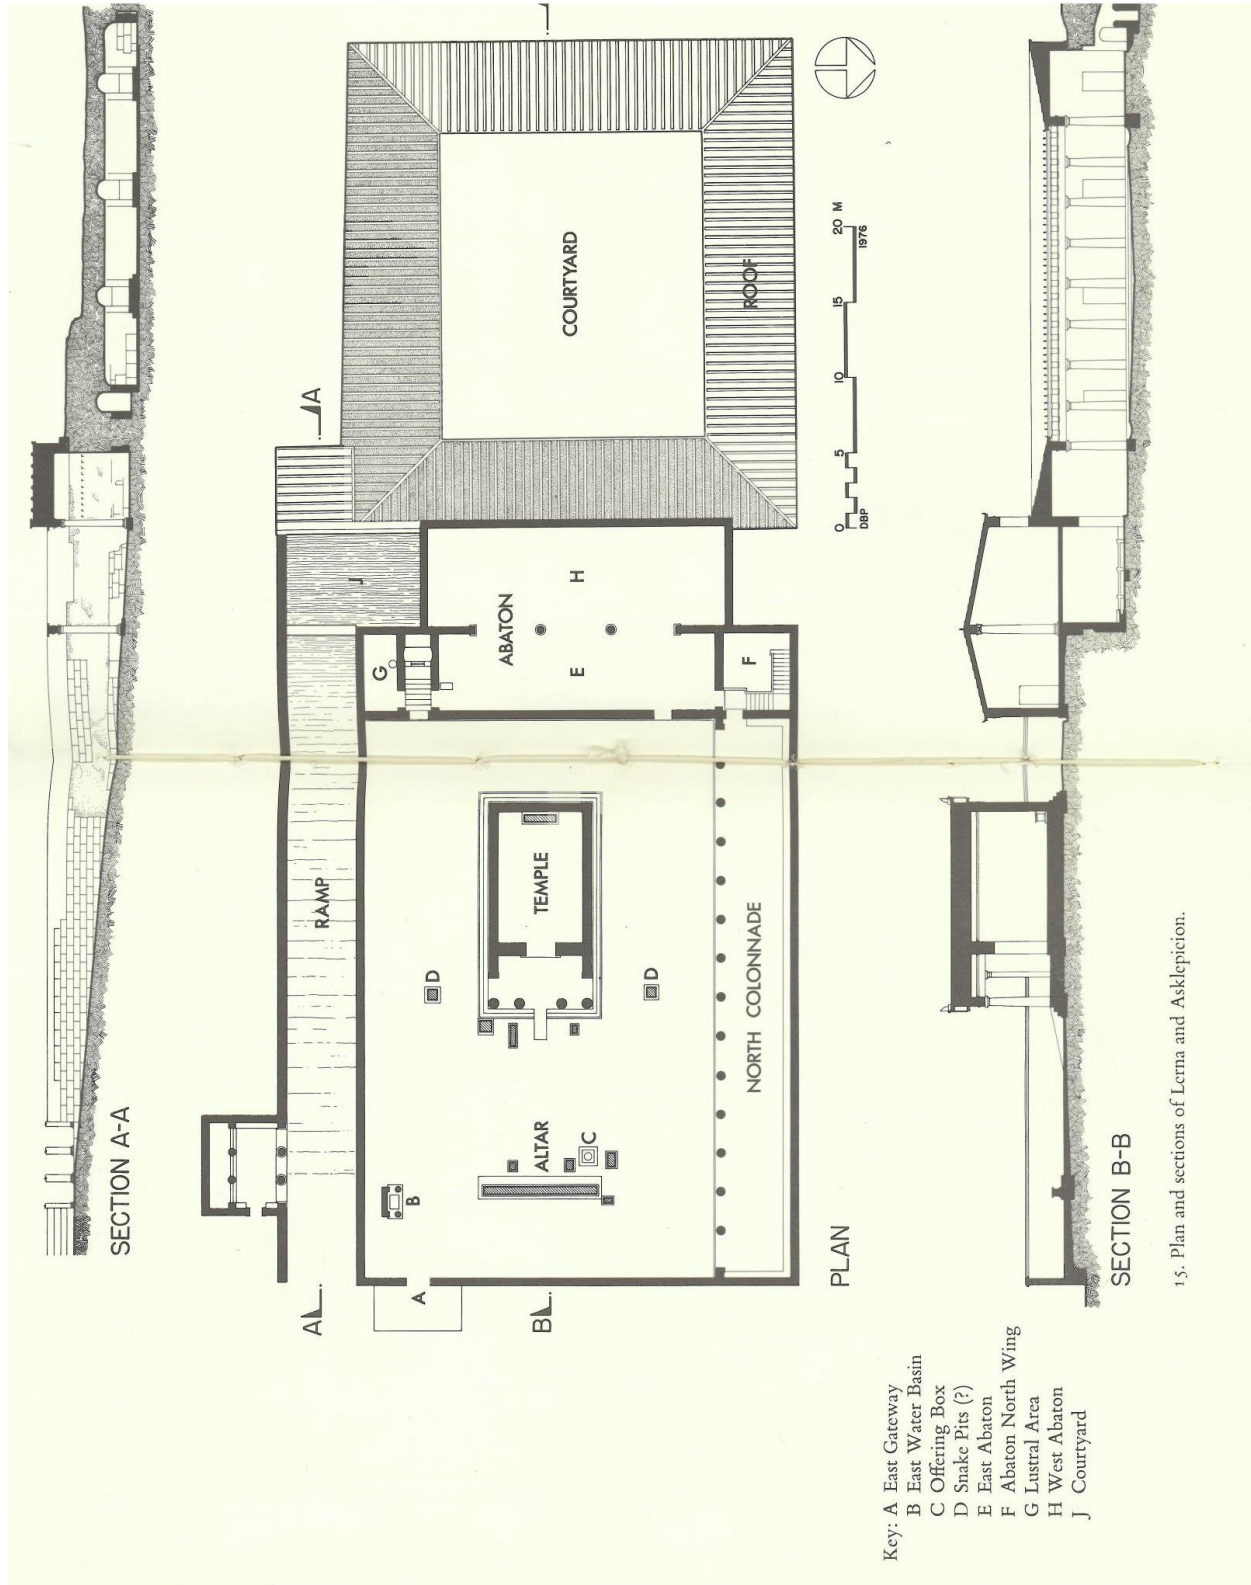 SECTION A-A
A
J
COURTYARD
ROOF
G
ABATON
H
E
F
RAMP
TEMPLE
D
D
NORTH COLONNADE
ALTAR
C
B
A
A
B
PLAN
0 5 10 15 20 M
DBP 1976
SECTION B-B
15. Plan and sections of Lerna and Asklepieion.
Key: A East Gateway
B East Water Basin
C Offering Box
D Snake Pits (?)
E East Abaton
F Abaton North Wing
G Lustral Area
H West Abaton
J Courtyard